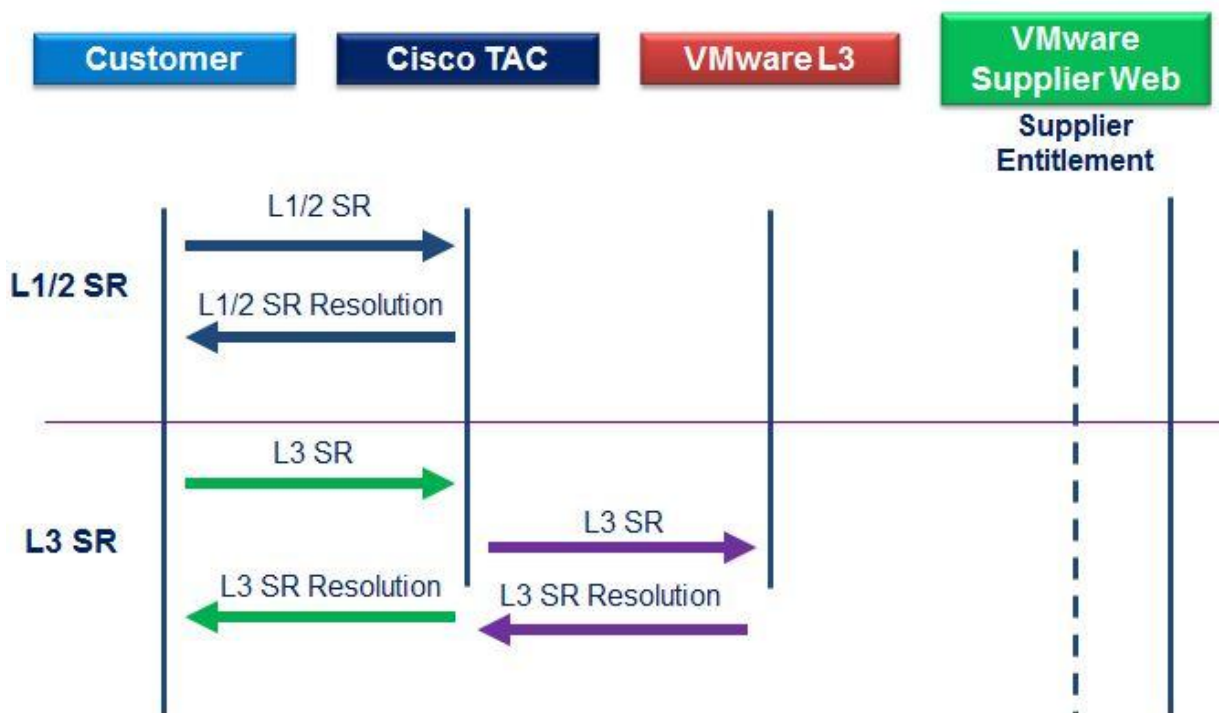 Customer
Cisco TAC
VMware L3
VMware
Supplier Web
Supplier
Entitlement
L1/2 SR
L1/2 SR
L1/2 SR Resolution
L3 SR
L3 SR
L3 SR
L3 SR Resolution
L3 SR Resolution